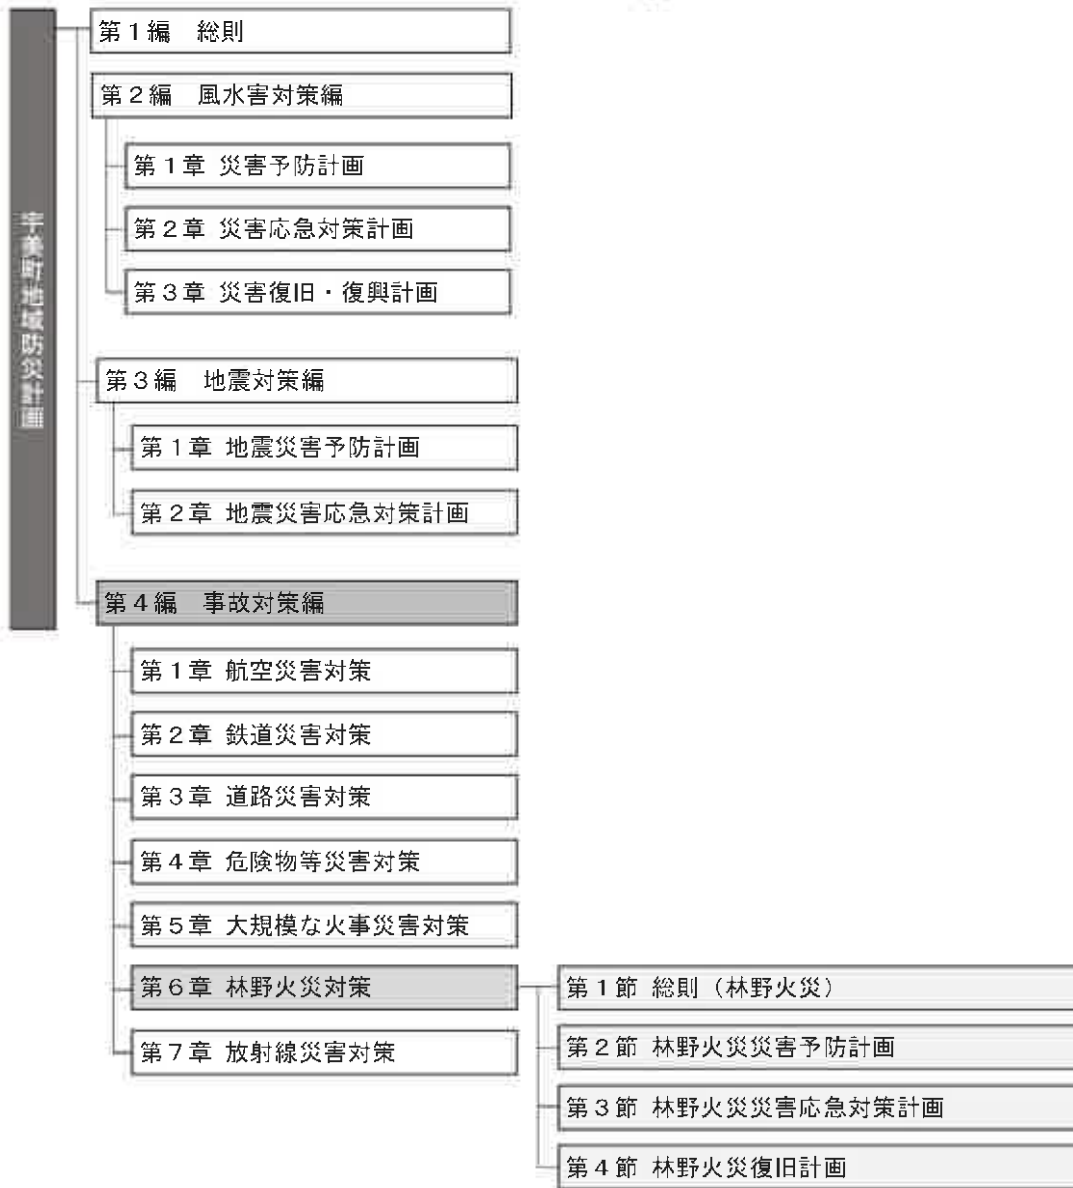 宇美町地域防災計画
第1編　総則
第2編　風水害対策編
第1章 災害予防計画
第2章 災害応急対策計画
第3章 災害復旧・復興計画
第3編　地震対策編
第1章 地震災害予防計画
第2章 地震災害応急対策計画
第4編　事故対策編
第1章 航空災害対策
第2章 鉄道災害対策
第3章 道路災害対策
第4章 危険物等災害対策
第5章 大規模な火事災害対策
第6章 林野火災対策
第1節 総則（林野火災）
第2節 林野火災災害予防計画
第3節 林野火災災害応急対策計画
第4節 林野火災復旧計画
第7章 放射線災害対策